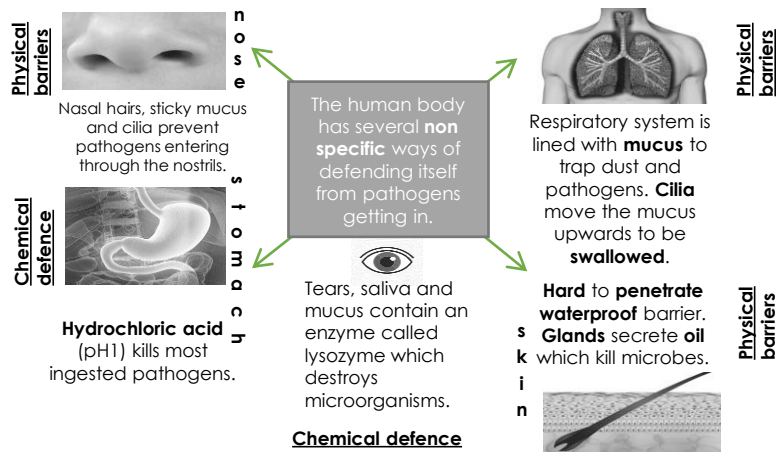 Physical
barriers
nose
Nasal hairs, sticky mucus
and cilia prevent
pathogens entering
through the nostrils.
The human body
has several non
specific ways of
defending itself
from pathogens
getting in.
Physical
barriers
Respiratory system is
lined with mucus to
trap dust and
pathogens. Cilia
move the mucus
upwards to be
swallowed.
Chemical
defence
stomach
Hydrochloric acid
(pH1) kills most
ingested pathogens.
Tears, saliva and
mucus contain an
enzyme called
lysozyme which
destroys
microorganisms.
Chemical defence
skin
Hard to penetrate
waterproof barrier.
Glands secrete oil
which kill microbes.
Physical
barriers